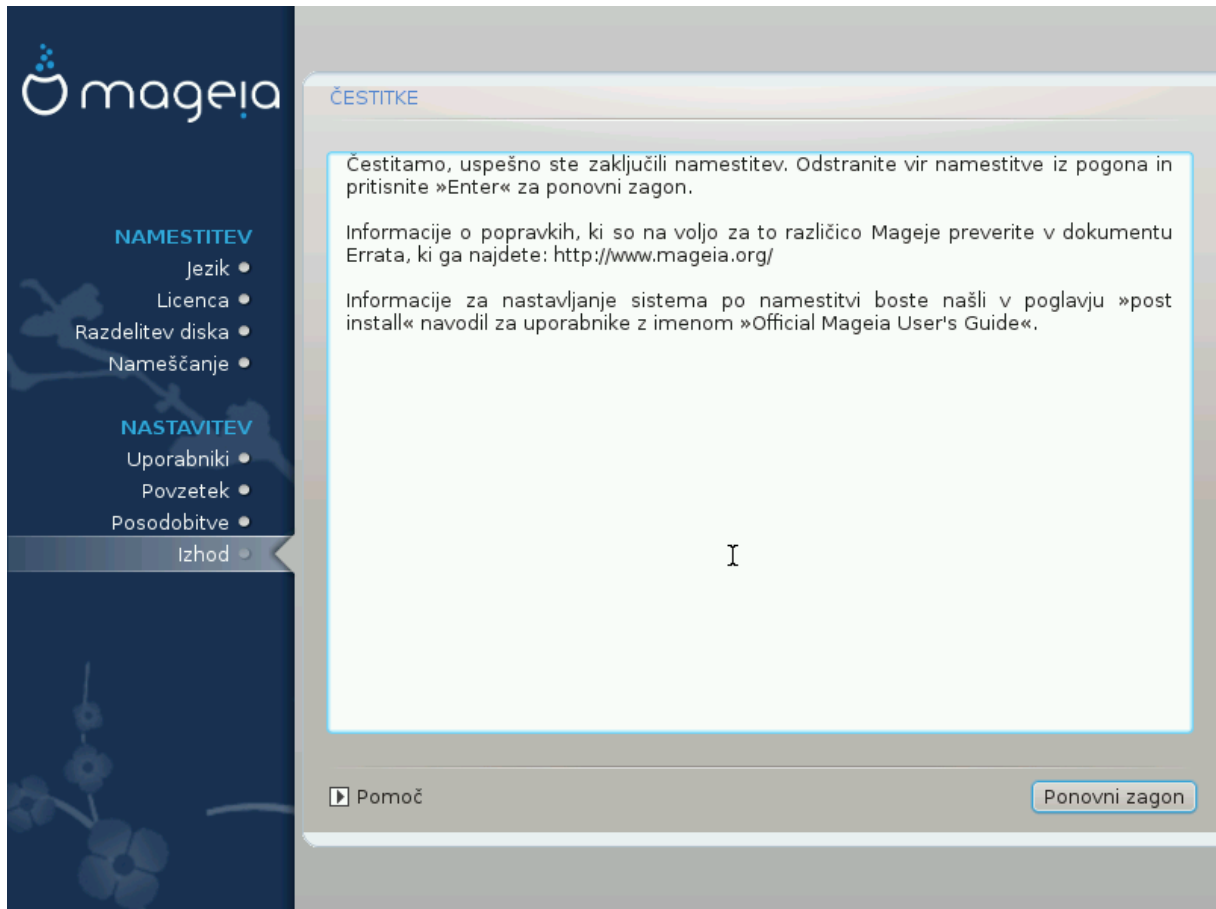 mageia
NAMESTITEV
Jezik
Licenca
Razdelitev diska
Nameščanje
NASTAVITEV
Uporabniki
Povzetek
Posodobitve
Izhod
ČESTITKE
Čestitamo, uspešno ste zaključili namestitev. Odstranite vir namestitve iz pogona in
pritisnite »Enter« za ponovni zagon.
Informacije o popravkih, ki so na voljo za to različico Mageje preverite v dokumentu
Errata, ki ga najdete: http://www.mageia.org/
Informacije za nastavljanje sistema po namestitvi boste našli v poglavju »post
install« navodil za uporabnike z imenom »Official Mageia User's Guide«.
Pomoč
Ponovni zagon